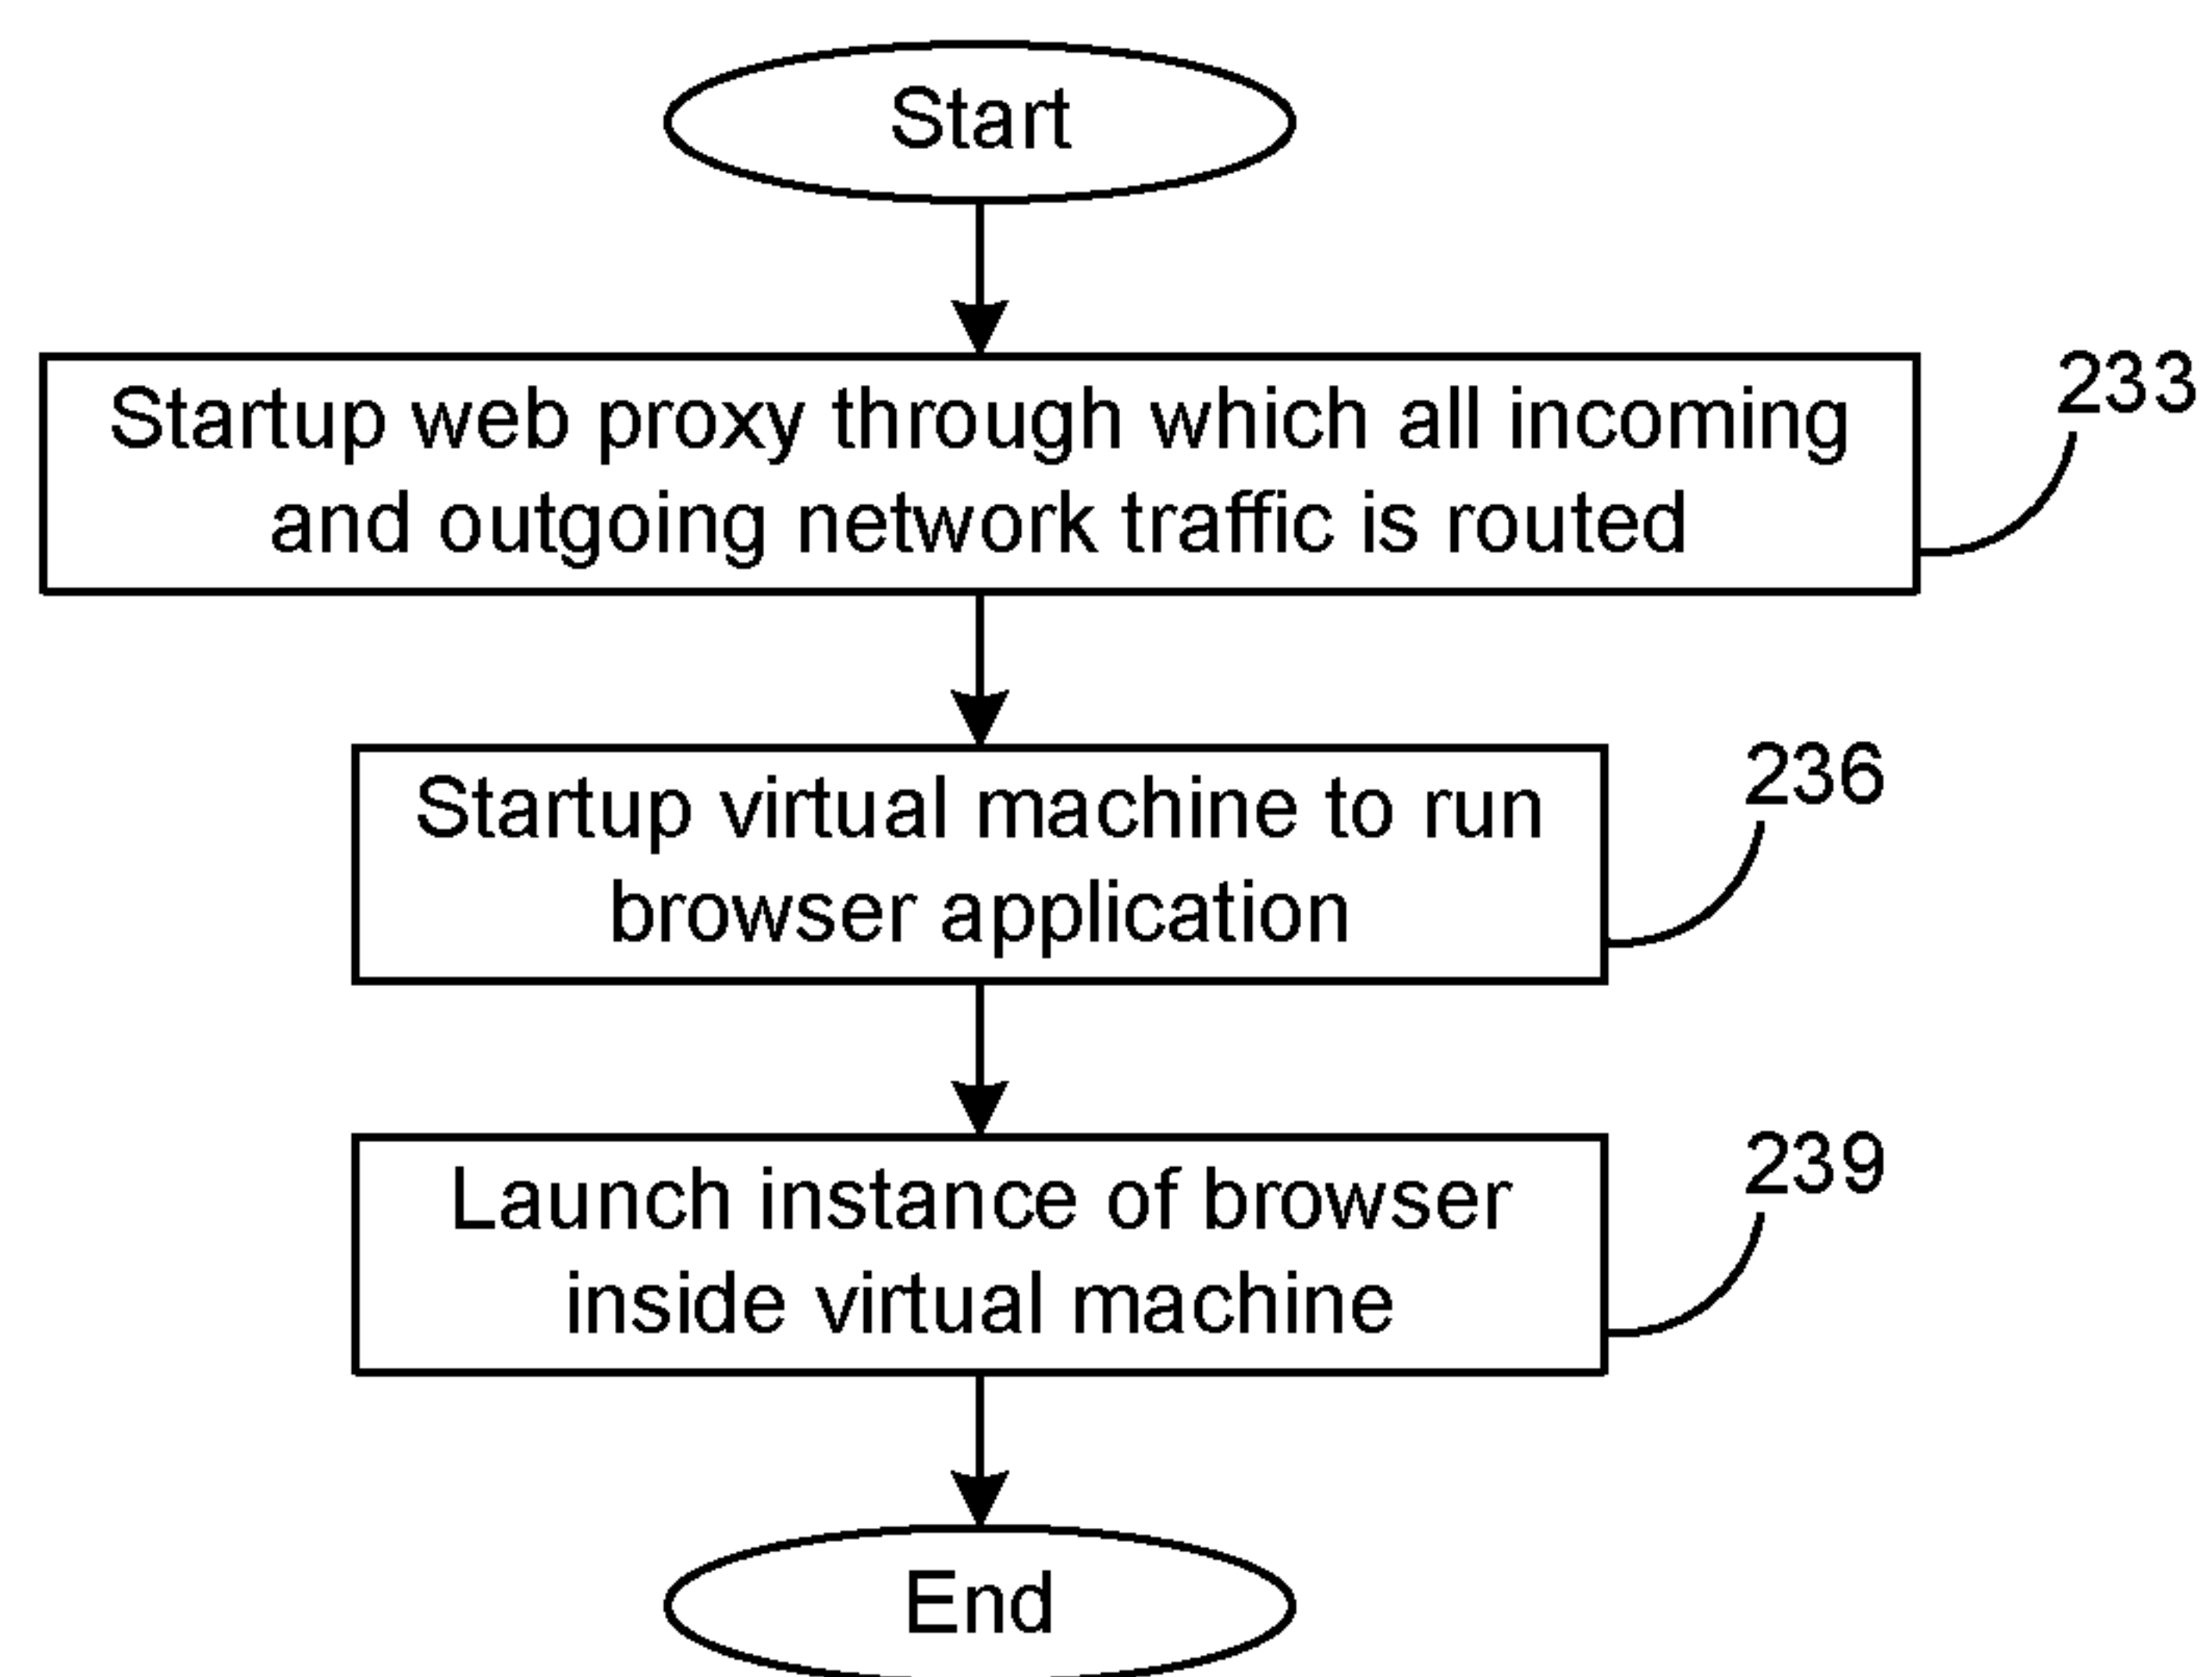 Start
Startup web proxy through which all incoming
and outgoing network traffic is routed
233
Startup virtual machine to run
browser application
236
Launch instance of browser
inside virtual machine
239
End